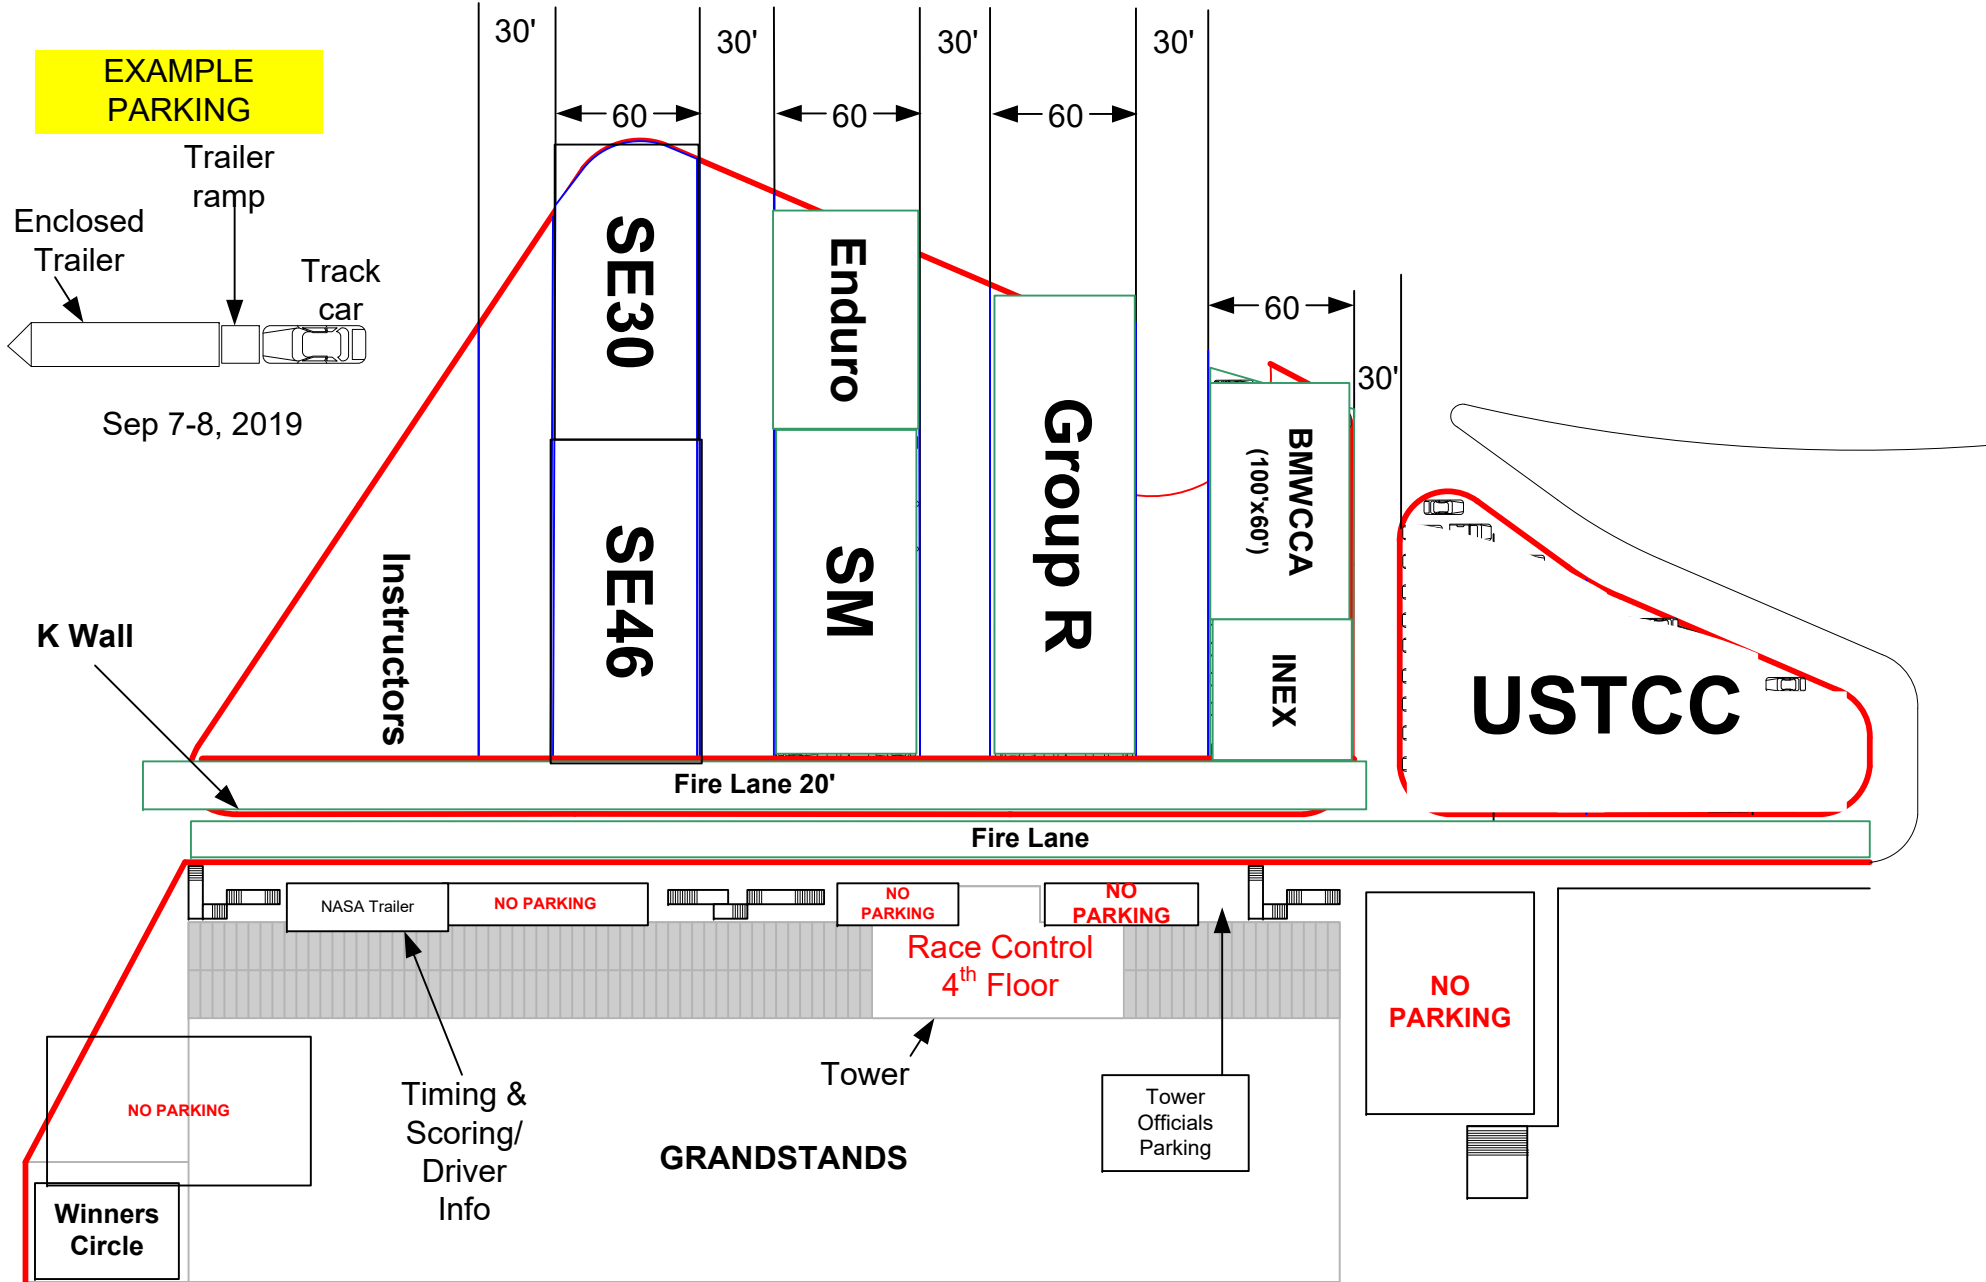 30'
30'
30'
30'
EXAMPLE
PARKING
60
60
60
Trailer
ramp
Enclosed
Trailer
Track
car
Sep 7-8, 2019
60
30'
SE30
Enduro
Group R
BMWCCA
(100'x60')
Instructors
SE46
SM
INEX
USTCC
K Wall
Fire Lane 20'
Fire Lane
NASA Trailer
NO PARKING
NO
PARKING
NO
PARKING
Race Control
4th Floor
NO
PARKING
Tower
Timing &
Scoring/
Driver
Info
Tower
Officials
Parking
NO PARKING
GRANDSTANDS
Winners
Circle